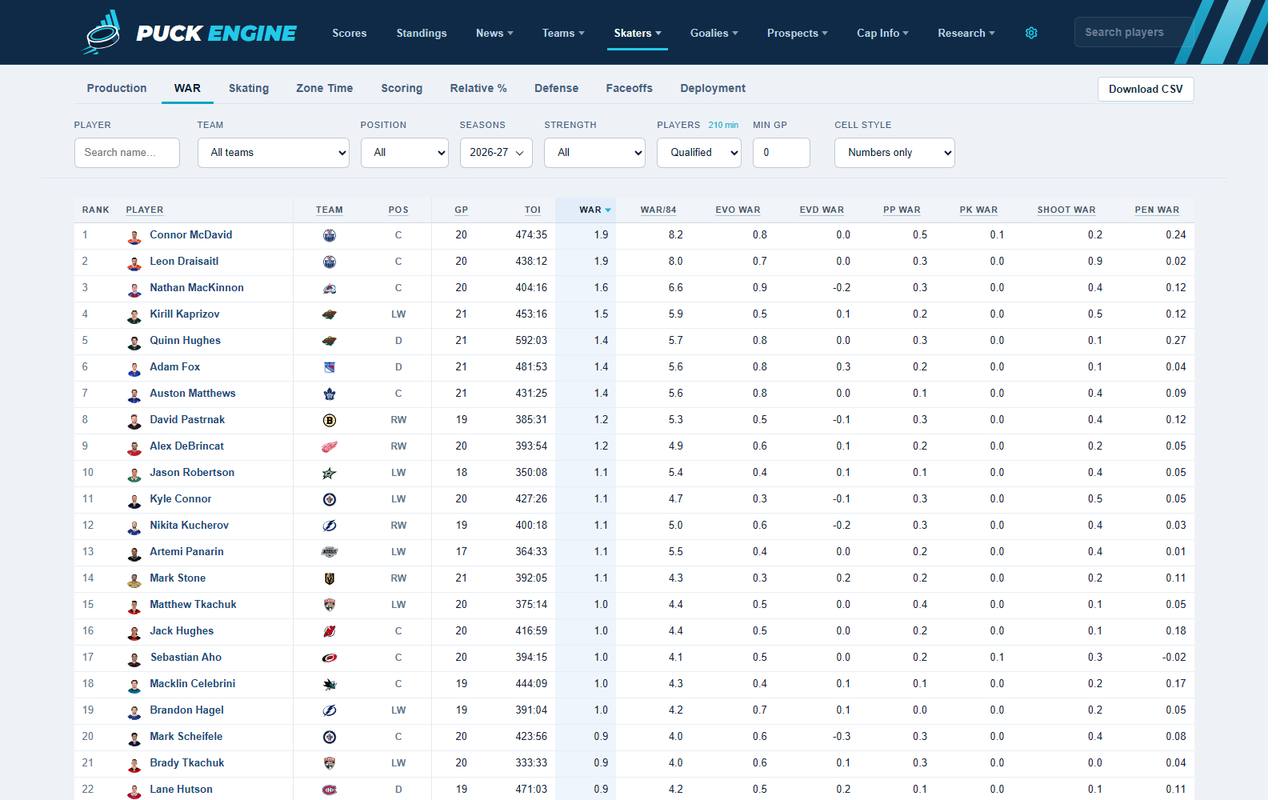 PUCK ENGINE Scores Standings News Teams Skaters Goalies Prospects Cap Info Research Search players
Production WAR Skating Zone Time Scoring Relative % Defense Faceoffs Deployment Download CSV
PLAYER TEAM POSITION SEASONS STRENGTH PLAYERS 210 min MIN GP CELL STYLE
Search name... All teams All 2026-27 All Qualified 0 Numbers only
RANK PLAYER TEAM POS GP TOI WAR WAR/84 EVO WAR EVD WAR PP WAR PK WAR SHOOT WAR PEN WAR
1 Connor McDavid C 20 474:35 1.9 8.2 0.8 0.0 0.5 0.1 0.2 0.24
2 Leon Draisaitl C 20 438:12 1.9 8.0 0.7 0.0 0.3 0.0 0.9 0.02
3 Nathan MacKinnon C 20 404:16 1.6 6.6 0.9 -0.2 0.3 0.0 0.4 0.12
4 Kirill Kaprizov LW 21 453:16 1.5 5.9 0.5 0.1 0.2 0.0 0.5 0.12
5 Quinn Hughes D 21 592:03 1.4 5.7 0.8 0.0 0.3 0.0 0.1 0.27
6 Adam Fox D 21 481:53 1.4 5.6 0.8 0.3 0.2 0.0 0.1 0.04
7 Auston Matthews C 21 431:25 1.4 5.6 0.8 0.0 0.1 0.0 0.4 0.09
8 David Pastrnak RW 19 385:31 1.2 5.3 0.5 -0.1 0.3 0.0 0.4 0.12
9 Alex DeBrincat RW 20 393:54 1.2 4.9 0.6 0.1 0.2 0.0 0.2 0.05
10 Jason Robertson LW 18 350:08 1.1 5.4 0.4 0.1 0.1 0.0 0.4 0.05
11 Kyle Connor LW 20 427:26 1.1 4.7 0.3 -0.1 0.3 0.0 0.5 0.05
12 Nikita Kucherov RW 19 400:18 1.1 5.0 0.6 -0.2 0.3 0.0 0.4 0.03
13 Artemi Panarin LW 17 364:33 1.1 5.5 0.4 0.0 0.2 0.0 0.4 0.01
14 Mark Stone RW 21 392:05 1.1 4.3 0.3 0.2 0.2 0.0 0.2 0.11
15 Matthew Tkachuk LW 20 375:14 1.0 4.4 0.5 0.0 0.4 0.0 0.1 0.05
16 Jack Hughes C 20 416:59 1.0 4.4 0.5 0.0 0.2 0.0 0.1 0.18
17 Sebastian Aho C 20 394:15 1.0 4.1 0.5 0.0 0.2 0.1 0.3 -0.02
18 Macklin Celebrini C 19 444:09 1.0 4.3 0.4 0.1 0.1 0.0 0.2 0.17
19 Brandon Hagel LW 19 391:04 1.0 4.2 0.7 0.1 0.0 0.0 0.2 0.05
20 Mark Scheifele C 20 423:56 0.9 4.0 0.6 -0.3 0.3 0.0 0.4 0.08
21 Brady Tkachuk LW 20 333:33 0.9 4.0 0.6 0.1 0.3 0.0 0.0 0.04
22 Lane Hutson D 19 471:03 0.9 4.2 0.5 0.2 0.1 0.0 0.1 0.11